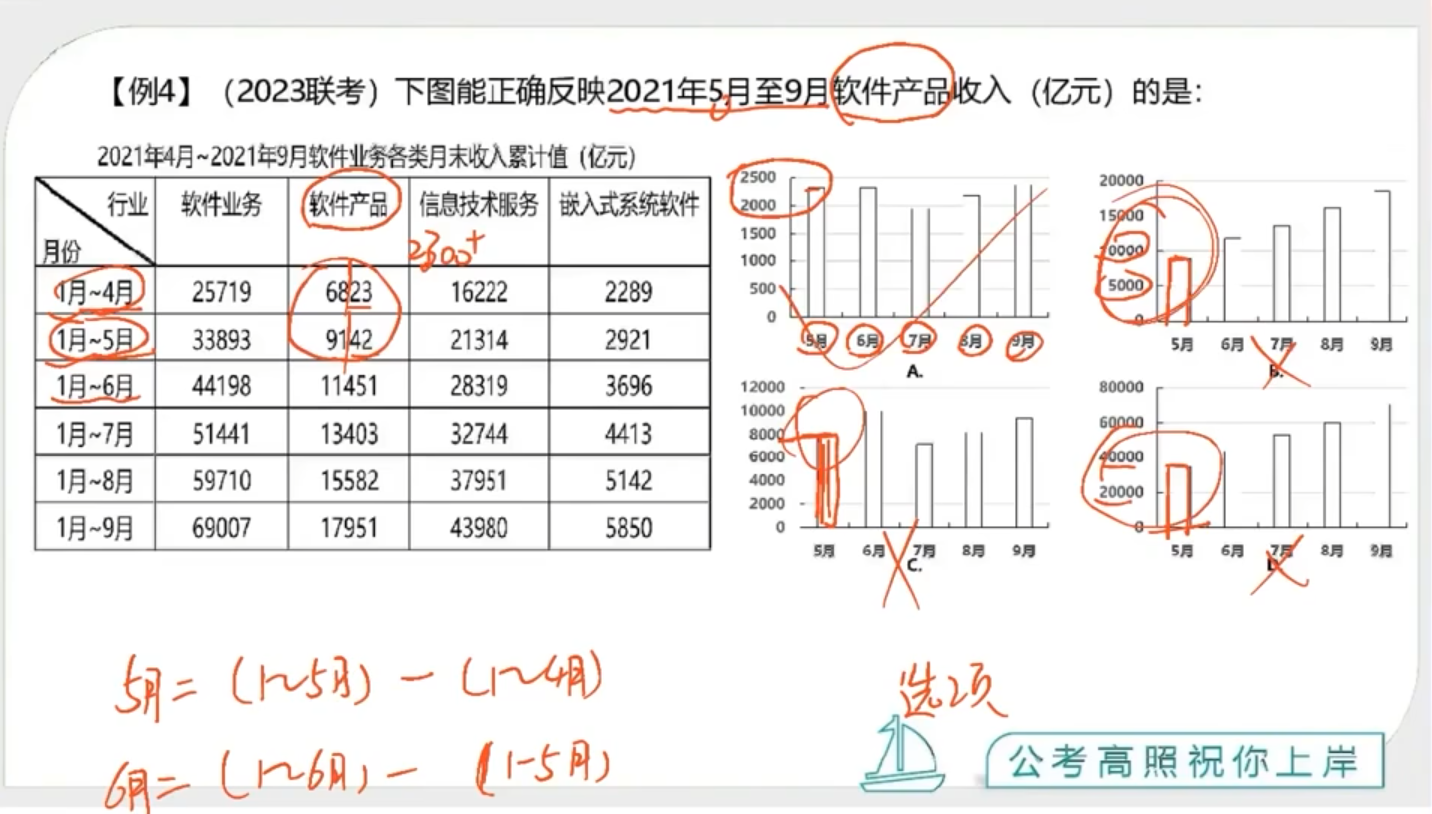 【例4】（2023联考）下图能正确反映2021年5月至9月软件产品收入（亿元）的是：
2021年4月~2021年9月软件业务各类月末收入累计值（亿元）
行业 软件业务 软件产品 信息技术服务 嵌入式系统软件
月份
2300+
1月~4月 25719 6823 16222 2289
1月~5月 33893 9142 21314 2921
1月~6月 44198 11451 28319 3696
1月~7月 51441 13403 32744 4413
1月~8月 59710 15582 37951 5142
1月~9月 69007 17951 43980 5850
2500
2000
1500
1000
500
0
5月 6月 7月 8月 9月
A.
20000
15000
10000
5000
0
5月 6月 7月 8月 9月
B.
12000
10000
8000
6000
4000
2000
0
5月 6月 7月 8月 9月
C.
80000
60000
40000
20000
0
5月 6月 7月 8月 9月
D.
5月=（1~5月）-（1~4月）
6月=（1~6月）-（1-5月）
选项
公考高照祝你上岸